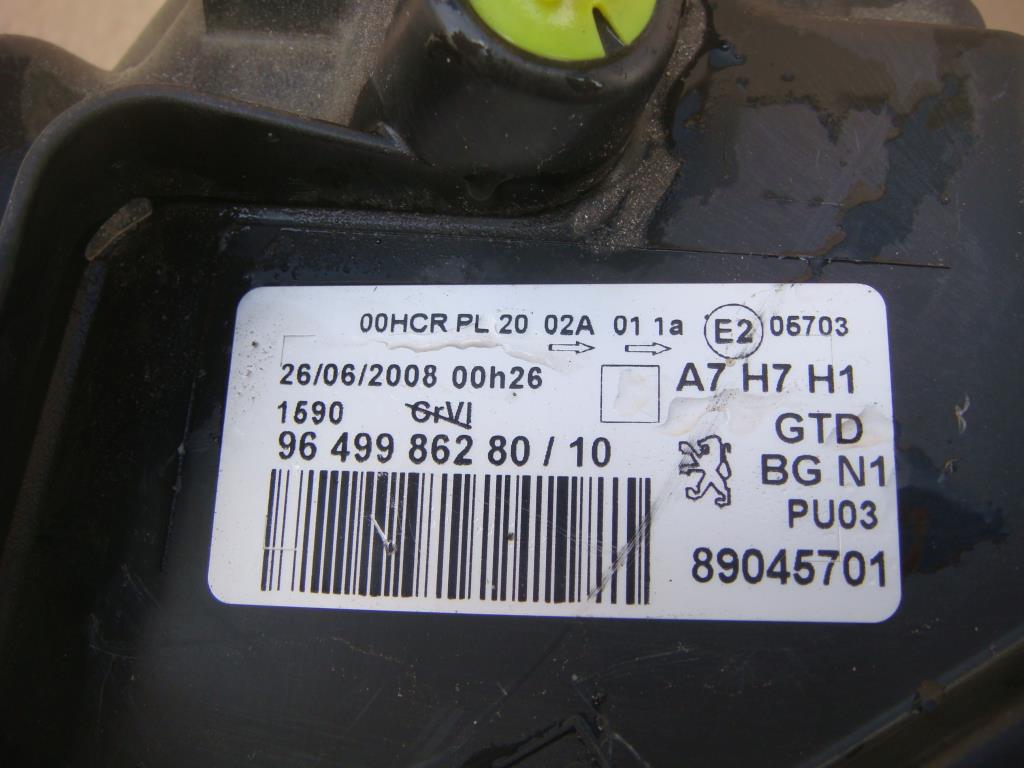 00HCR PL 20 02A 01 1a E2 05703
26/06/2008 00h26 A7 H7 H1
1590 GrVI GTD
96 499 862 80 / 10 BG N1
PU03
89045701